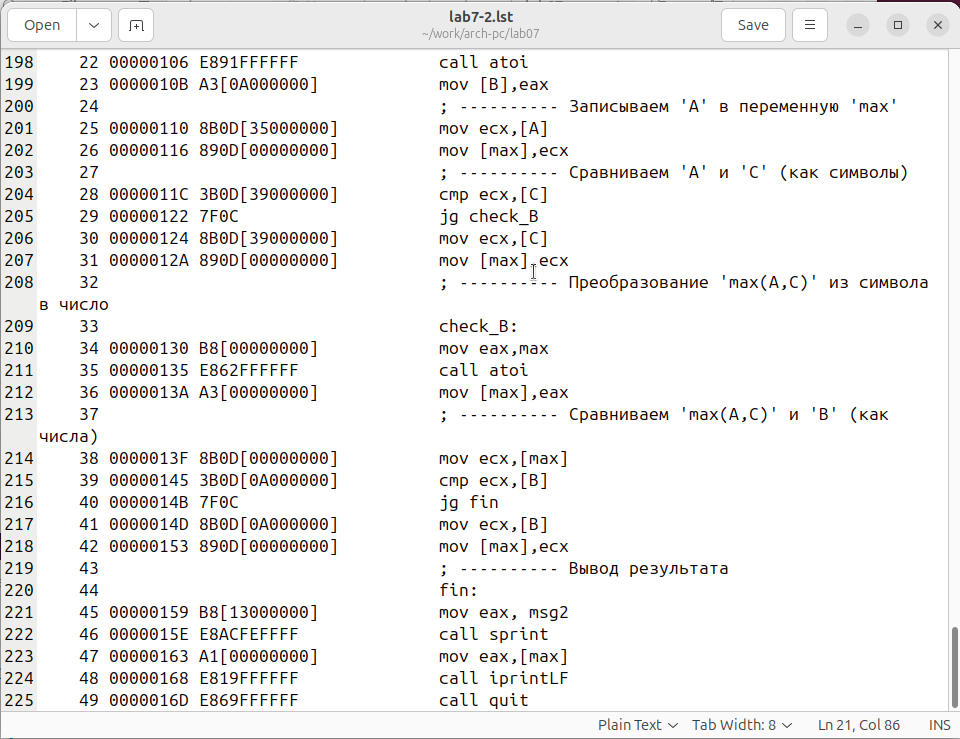 Open
lab7-2.lst
~/work/arch-pc/lab07
Save
198 22 00000106 E891FFFFFF call atoi
199 23 0000010B A3[0A000000] mov [B],eax
200 24 ; ---------- Записываем 'A' в переменную 'max'
201 25 00000110 8B0D[35000000] mov ecx,[A]
202 26 00000116 890D[00000000] mov [max],ecx
203 27 ; ---------- Сравниваем 'A' и 'C' (как символы)
204 28 0000011C 3B0D[39000000] cmp ecx,[C]
205 29 00000122 7F0C jg check_B
206 30 00000124 8B0D[39000000] mov ecx,[C]
207 31 0000012A 890D[00000000] mov [max],ecx
208 32 ; ---------- Преобразование 'max(A,C)' из символа
в число
209 33 check_B:
210 34 00000130 B8[00000000] mov eax,max
211 35 00000135 E862FFFFFF call atoi
212 36 0000013A A3[00000000] mov [max],eax
213 37 ; ---------- Сравниваем 'max(A,C)' и 'B' (как
числа)
214 38 0000013F 8B0D[00000000] mov ecx,[max]
215 39 00000145 3B0D[0A000000] cmp ecx,[B]
216 40 0000014B 7F0C jg fin
217 41 0000014D 8B0D[0A000000] mov ecx,[B]
218 42 00000153 890D[00000000] mov [max],ecx
219 43 ; ---------- Вывод результата
220 44 fin:
221 45 00000159 B8[13000000] mov eax, msg2
222 46 0000015E E8ACFEFFFF call sprint
223 47 00000163 A1[00000000] mov eax,[max]
224 48 00000168 E819FFFFFF call iprintLF
225 49 0000016D E869FFFFFF call quit
Plain Text Tab Width: 8 Ln 21, Col 86 INS